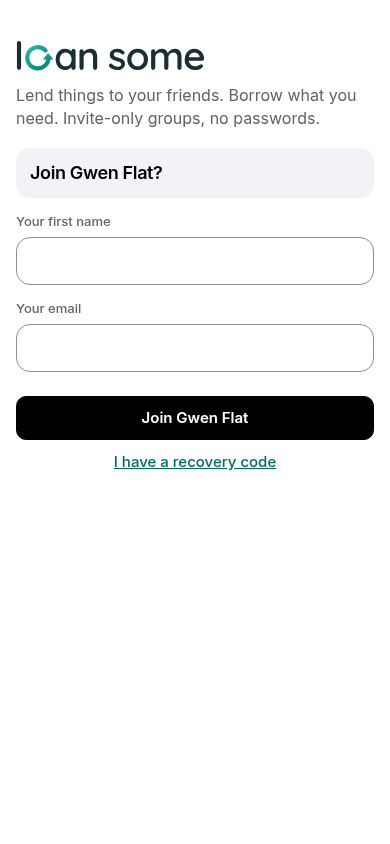 loan some
Lend things to your friends. Borrow what you
need. Invite-only groups, no passwords.
Join Gwen Flat?
Your first name
Your email
Join Gwen Flat
I have a recovery code